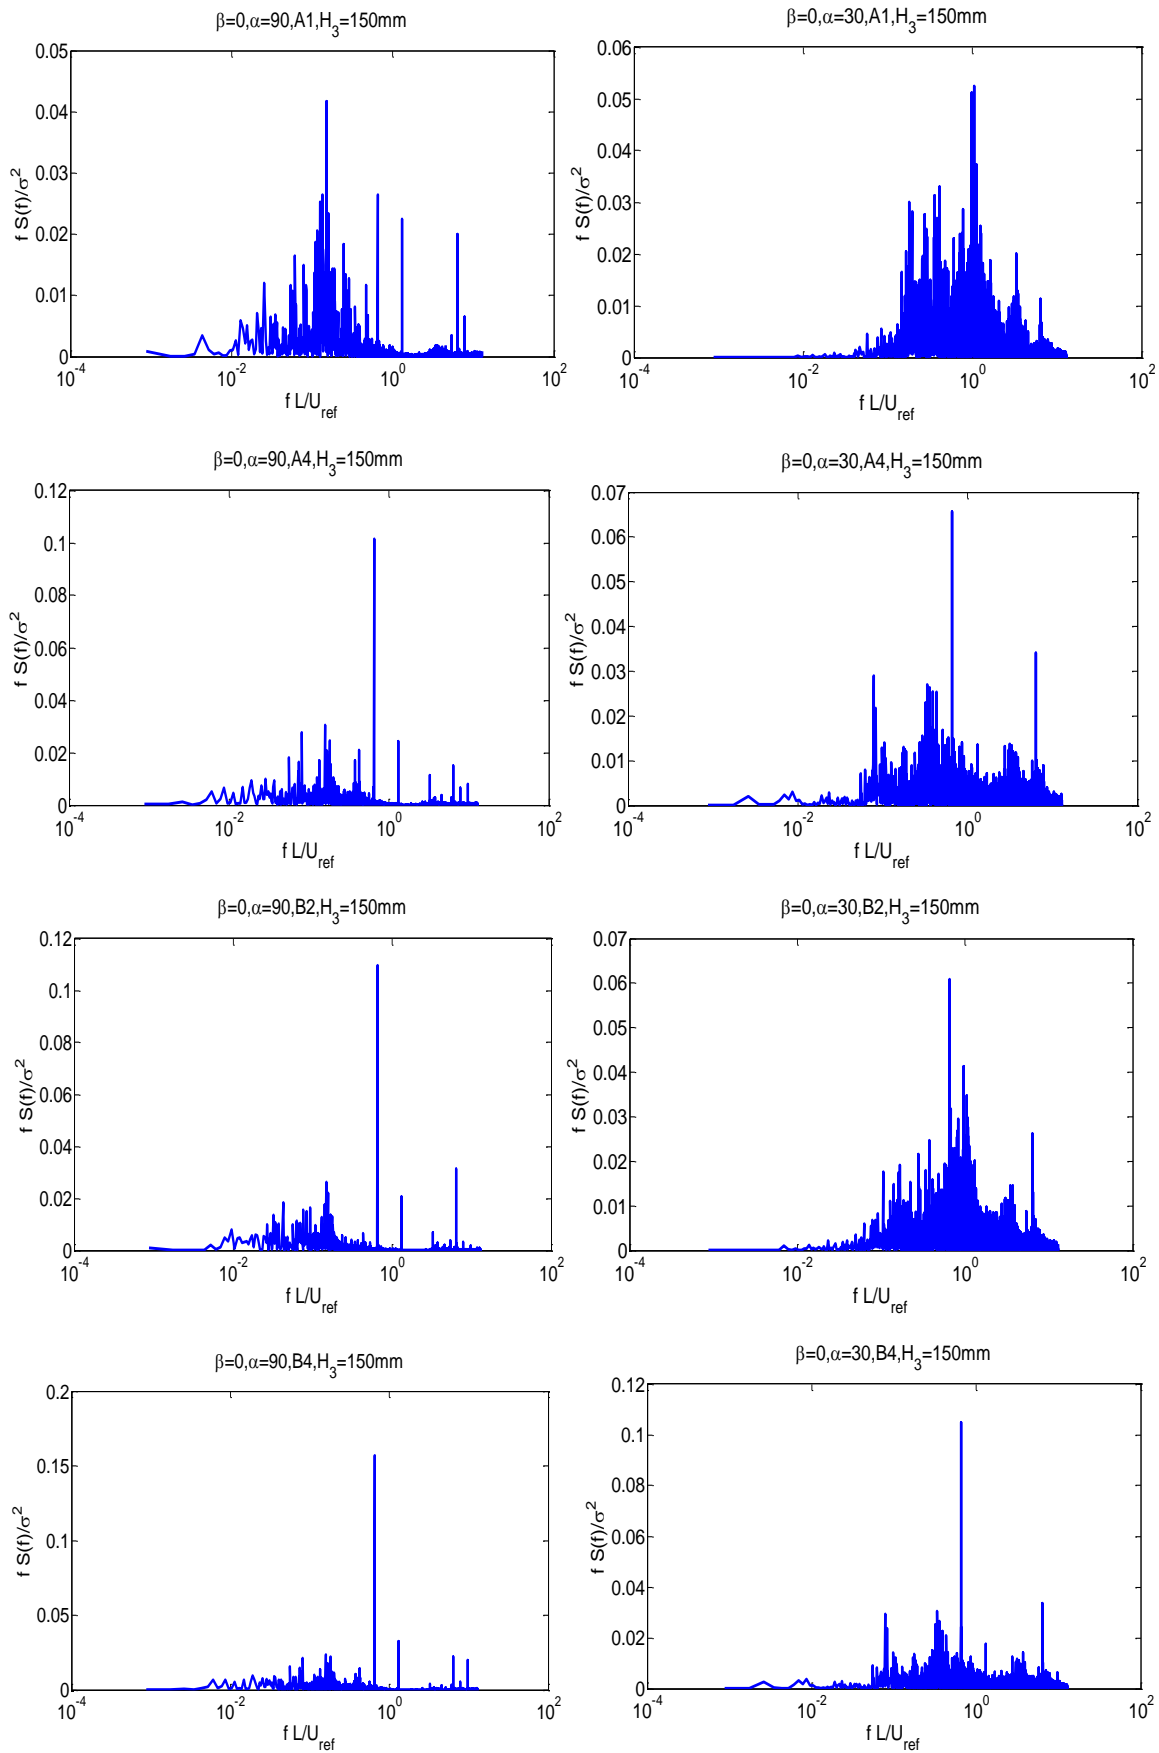 β=0,α=90,A1,H₃=150mm
0.05
0.04
0.03
0.02
0.01
0
f S(f)/σ²
10⁻⁴ 10⁻² 10⁰ 10²
f L/U_ref
β=0,α=30,A1,H₃=150mm
0.06
0.05
0.04
0.03
0.02
0.01
0
f S(f)/σ²
10⁻⁴ 10⁻² 10⁰ 10²
f L/U_ref
β=0,α=90,A4,H₃=150mm
0.12
0.1
0.08
0.06
0.04
0.02
0
f S(f)/σ²
10⁻⁴ 10⁻² 10⁰ 10²
f L/U_ref
β=0,α=30,A4,H₃=150mm
0.07
0.06
0.05
0.04
0.03
0.02
0.01
0
f S(f)/σ²
10⁻⁴ 10⁻² 10⁰ 10²
f L/U_ref
β=0,α=90,B2,H₃=150mm
0.12
0.1
0.08
0.06
0.04
0.02
0
f S(f)/σ²
10⁻⁴ 10⁻² 10⁰ 10²
f L/U_ref
β=0,α=30,B2,H₃=150mm
0.07
0.06
0.05
0.04
0.03
0.02
0.01
0
f S(f)/σ²
10⁻⁴ 10⁻² 10⁰ 10²
f L/U_ref
β=0,α=90,B4,H₃=150mm
0.2
0.15
0.1
0.05
0
f S(f)/σ²
10⁻⁴ 10⁻² 10⁰ 10²
f L/U_ref
β=0,α=30,B4,H₃=150mm
0.12
0.1
0.08
0.06
0.04
0.02
0
f S(f)/σ²
10⁻⁴ 10⁻² 10⁰ 10²
f L/U_ref